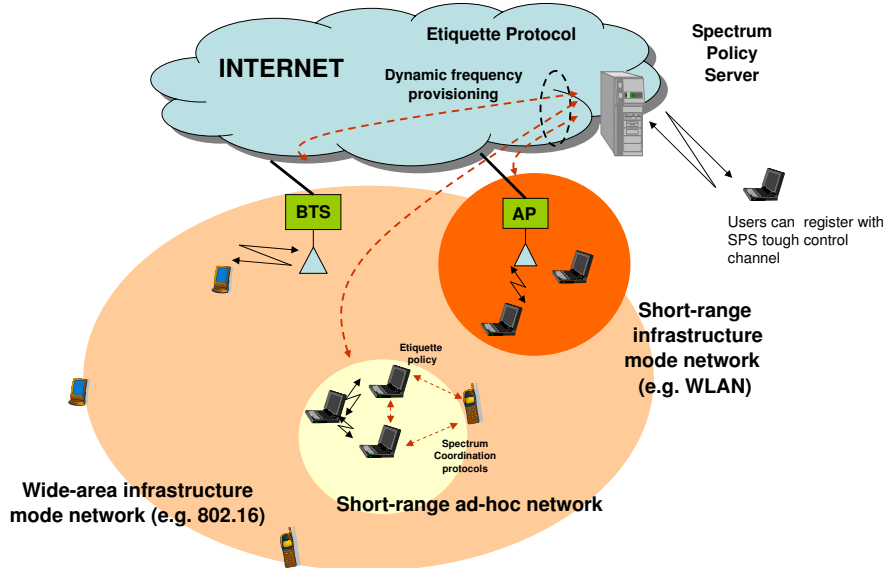 Etiquette Protocol
INTERNET
Dynamic frequency
provisioning
Spectrum
Policy
Server
BTS
AP
Users can register with
SPS tough control
channel
Short-range
infrastructure
mode network
(e.g. WLAN)
Etiquette
policy
Spectrum
Coordination
protocols
Wide-area infrastructure
mode network (e.g. 802.16)
Short-range ad-hoc network